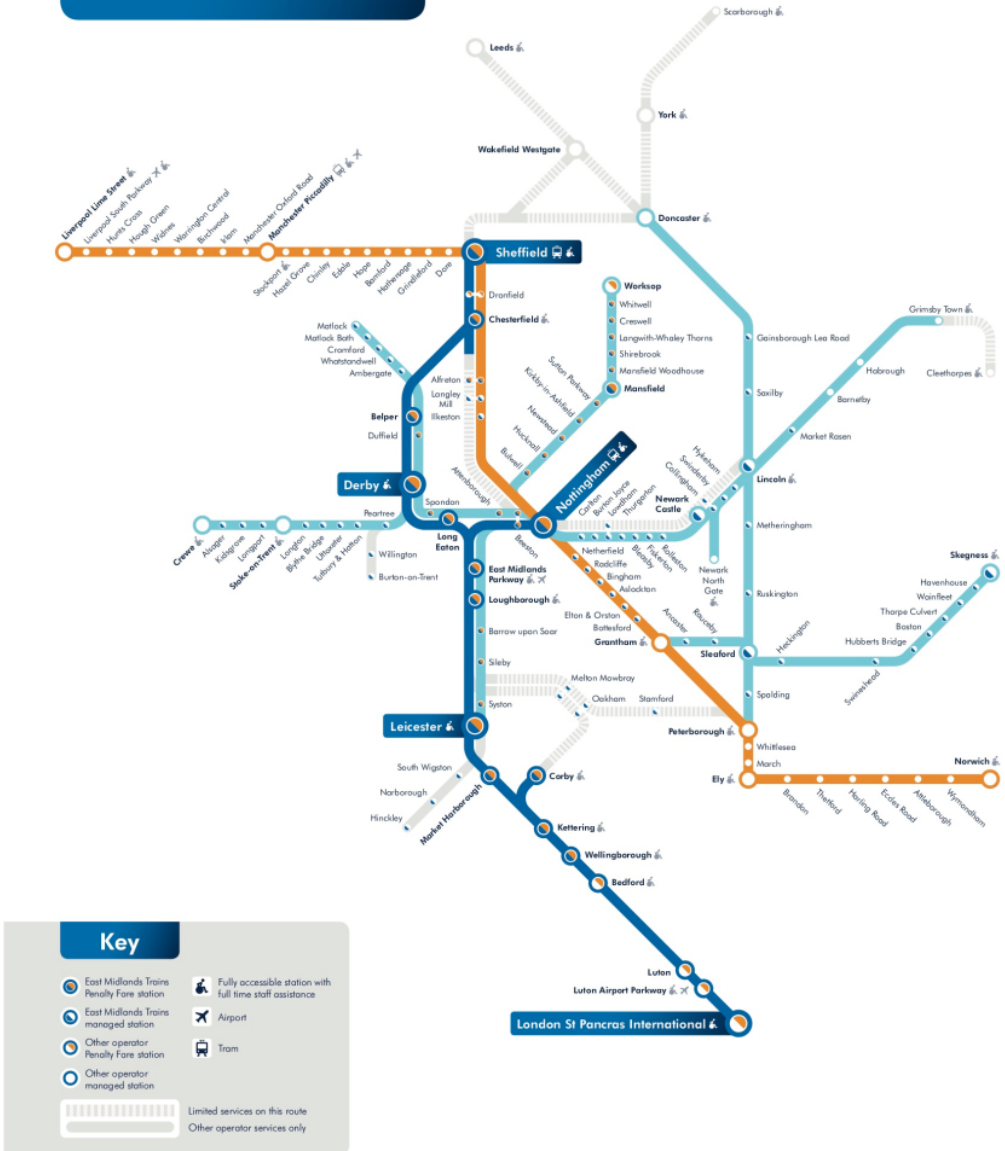 Scarborough
Leeds
York
Wakefield Westgate
Doncaster
Liverpool Lime Street
Liverpool South Parkway
Hunts Cross
Hough Green
Widnes
Warrington Central
Birchwood
Irlam
Manchester Oxford Road
Manchester Piccadilly
Stockport
Hazel Grove
Chinley
Edale
Hope
Bamford
Hathersage
Grindleford
Dore
Sheffield
Dronfield
Chesterfield
Worksop
Whitwell
Creswell
Langwith-Whaley Thorns
Shirebrook
Mansfield Woodhouse
Mansfield
Sutton Parkway
Kirkby-in-Ashfield
Newstead
Hucknall
Bulwell
Grimsby Town
Cleethorpes
Habrough
Barnetby
Market Rasen
Gainsborough Lea Road
Saxilby
Lincoln
Matlock
Matlock Bath
Cromford
Whatstandwell
Ambergate
Alfreton
Langley
Mill
Ilkeston
Belper
Duffield
Derby
Spondon
Attenborough
Nottingham
Long
Eaton
Beeston
Peartree
Crewe
Alsager
Kidsgrove
Longport
Stoke-on-Trent
Longton
Blythe Bridge
Uttoxeter
Tutbury & Hatton
Willington
Burton-on-Trent
Carlton
Burton Joyce
Lowdham
Thurgarton
Bleasby
Fiskerton
Rolleston
Newark
Castle
Collingham
Swinderby
Hykeham
Newark
North
Gate
Metheringham
Ruskington
Skegness
Havenhouse
Wainfleet
Thorpe Culvert
Boston
Hubberts Bridge
Swineshead
Heckington
Sleaford
Rauceby
Ancaster
Netherfield
Radcliffe
Bingham
Aslockton
Elton & Orston
Bottesford
Grantham
East Midlands
Parkway
Loughborough
Barrow upon Soar
Sileby
Syston
Melton Mowbray
Oakham
Stamford
Spalding
Peterborough
Whittlesea
March
Ely
Norwich
Brandon
Thetford
Harling Road
Eccles Road
Attleborough
Wymondham
Leicester
South Wigston
Narborough
Hinckley
Market Harborough
Corby
Kettering
Wellingborough
Bedford
Luton
Luton Airport Parkway
London St Pancras International
Key
East Midlands Trains
Penalty Fare station
East Midlands Trains
managed station
Other operator
Penalty Fare station
Other operator
managed station
Fully accessible station with
full time staff assistance
Airport
Tram
Limited services on this route
Other operator services only